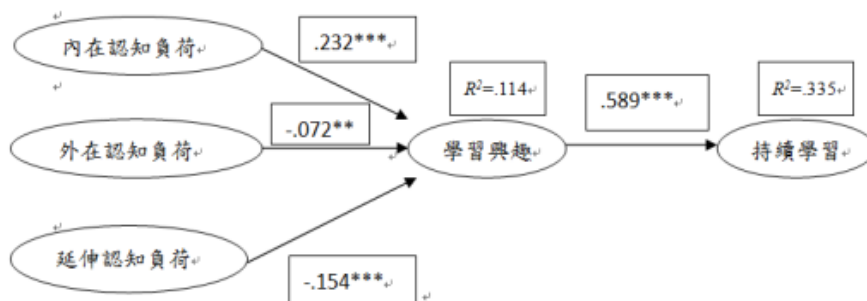 內在認知負荷
.232***
R²=.114
.589***
R²=.335
-.072**
外在認知負荷
學習興趣
持續學習
延伸認知負荷
-.154***